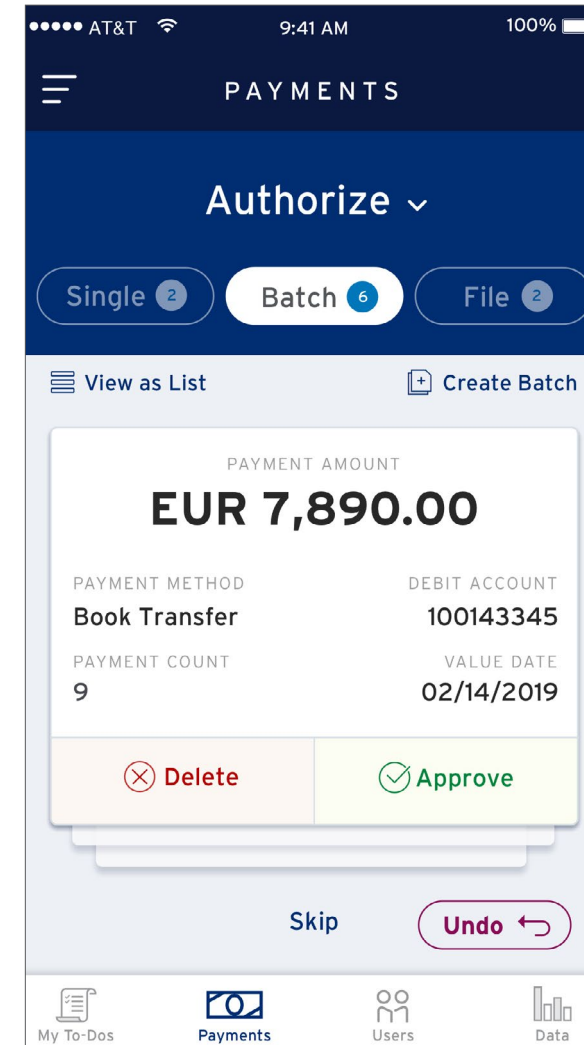 AT&T 9:41 AM 100%
PAYMENTS
Authorize
Single 2 Batch 6 File 2
View as List Create Batch
PAYMENT AMOUNT
EUR 7,890.00
PAYMENT METHOD DEBIT ACCOUNT
Book Transfer 100143345
PAYMENT COUNT VALUE DATE
9 02/14/2019
Delete Approve
Skip Undo
My To-Dos Payments Users Data